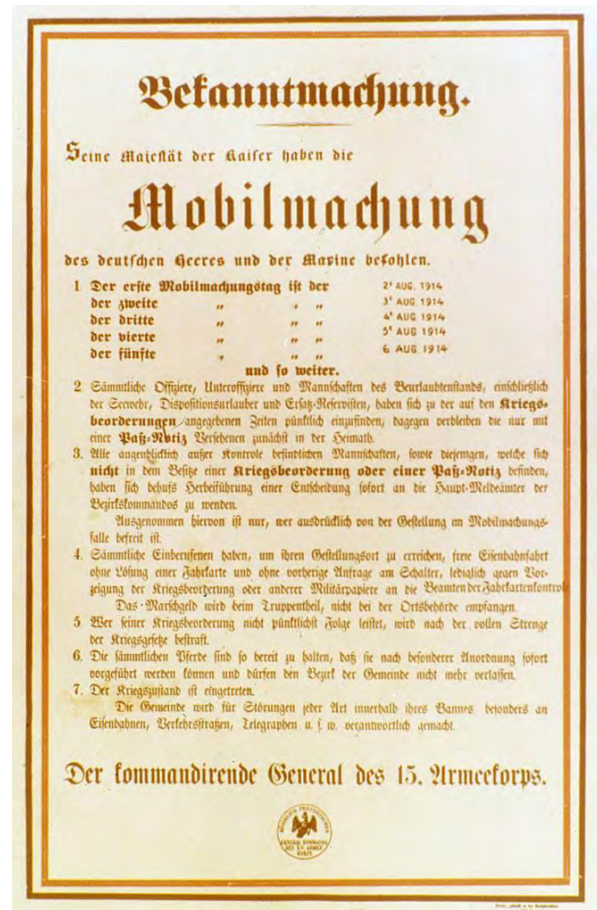 Bekanntmachung.
Seine Majestät der Kaiser haben die
Mobilmachung
des deutschen Heeres und der Marine befohlen.
1 Der erste Mobilmachungstag ist der 2ᵗ AUG. 1914
der zweite " " " 3ᵗ AUG 1914
der dritte " " " 4ᵗ AUG 1914
der vierte " " " 5ᵗ AUG 1914
der fünfte " " " 6 AUG 1914
und so weiter.
2 Sämmtliche Offiziere, Unteroffiziere und Mannschaften des Beurlaubtenstands, einschließlich
der Seewehr, Dispositionsurlauber und Ersatz-Reservisten, haben sich zu der auf den Kriegs-
beorderungen angegebenen Zeiten pünktlich einzufinden, dagegen verbleiben die nur mit
einer Paß-Notiz Versehenen zunächst in der Heimath.
3. Alle augenblicklich außer Kontrole befindlichen Mannschaften, sowie diejenigen, welche sich
nicht in dem Besitze einer Kriegsbeorderung oder einer Paß-Notiz befinden,
haben sich behufs Herbeiführung einer Entscheidung sofort an die Haupt-Meldeämter der
Bezirkskommandos zu wenden.
Ausgenommen hiervon ist nur, wer ausdrücklich von der Gestellung im Mobilmachungs-
falle befreit ist.
4. Sämmtliche Einberufenen haben, um ihren Gestellungsort zu erreichen, freie Eisenbahnfahrt
ohne Lösung einer Fahrkarte und ohne vorherige Anfrage am Schalter, lediglich gegen Vor-
zeigung der Kriegsbeorderung oder anderer Militärpapiere an die Beamten der Fahrkartenkontrole
Das Marschgeld wird beim Truppentheil, nicht bei der Ortsbehörde empfangen.
5 Wer seiner Kriegsbeorderung nicht pünktlichst Folge leistet, wird nach der vollen Strenge
der Kriegsgesetze bestraft.
6. Die sämmtlichen Pferde sind so bereit zu halten, daß sie nach besonderer Anordnung sofort
vorgeführt werden können und dürfen den Bezirk der Gemeinde nicht mehr verlassen.
7. Der Kriegszustand ist eingetreten.
Die Gemeinde wird für Störungen jeder Art innerhalb ihres Bannes besonders an
Eisenbahnen, Verkehrsstraßen, Telegraphen u. s. w. verantwortlich gemacht.
Der kommandirende General des 15. Armeekorps.
GENERAL KOMMANDO
DES XV. ARMEE
KORPS